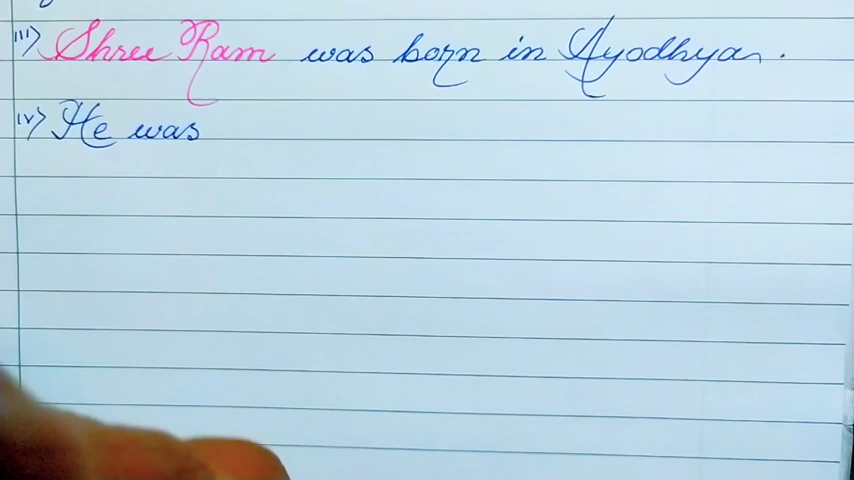 iii> Shree Ram was born in Ayodhya.
iv> He was